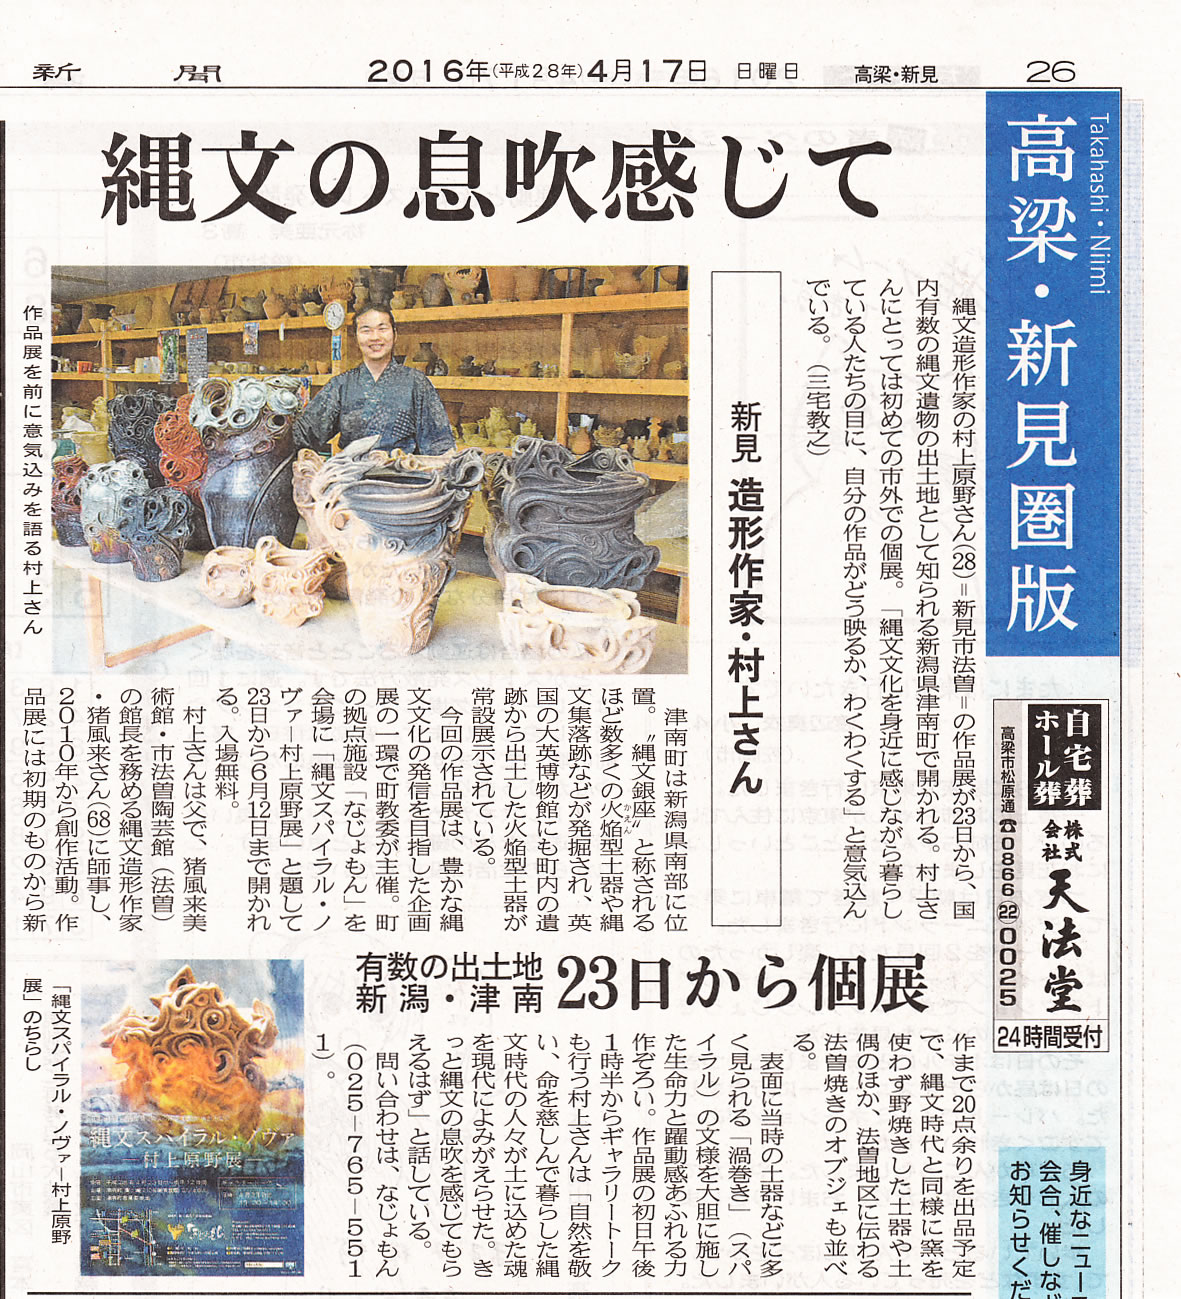 新聞 2016年(平成28年)4月17日 日曜日 高梁・新見 26
Takahashi・Niimi
高梁・新見圏版
縄文の息吹感じて
新見 造形作家・村上さん
縄文造形作家の村上原野さん(28)=新見市法曽=の作品展が23日から、国
内有数の縄文遺物の出土地として知られる新潟県津南町で開かれる。村上さ
んにとっては初めての市外での個展。「縄文文化を身近に感じながら暮らし
ている人たちの目に、自分の作品がどう映るか、わくわくする」と意気込ん
でいる。 (三宅教之)
作品展を前に意気込みを語る村上さん
津南町は新潟県南部に位
置。〝縄文銀座〟と称される
ほど数多くの火焔型土器や縄
かえん
文集落跡などが発掘され、英
国の大英博物館にも町内の遺
跡から出土した火焔型土器が
常設展示されている。
今回の作品展は、豊かな縄
文文化の発信を目指した企画
展の一環で町教委が主催。町
の拠点施設「なじょもん」を
会場に「縄文スパイラル・ノ
ヴァー村上原野展」と題して
23日から6月12日まで開かれ
る。入場無料。
村上さんは父で、猪風来美
術館・市法曽陶芸館(法曽)
の館長を務める縄文造形作家
・猪風来さん(68)に師事し、
2010年から創作活動。作
品展には初期のものから新
有数の出土地
新潟・津南
23日から個展
作まで20点余りを出品予定
で、縄文時代と同様に窯を
使わず野焼きした土器や土
偶のほか、法曽地区に伝わる
法曽焼きのオブジェも並べ
る。
表面に当時の土器などに多
く見られる「渦巻き」(スパ
イラル)の文様を大胆に施し
た生命力と躍動感あふれる力
作ぞろい。作品展の初日午後
1時半からギャラリートーク
も行う村上さんは「自然を敬
い、命を慈しんで暮らした縄
文時代の人々が土に込めた魂
を現代によみがえらせた。き
っと縄文の息吹を感じてもら
えるはず」と話している。
問い合わせは、なじょもん
(025-765-551
1)。
縄文スパイラル・ノヴァ
ー村上原野展ー
「縄文スパイラル・ノヴァー村上原野
展」のちらし
自宅葬
ホール葬
高梁市松原通☎0866㉒0025
株式会社 天法堂
24時間受付
身近なニュー
会合、催しなど
お知らせくだ